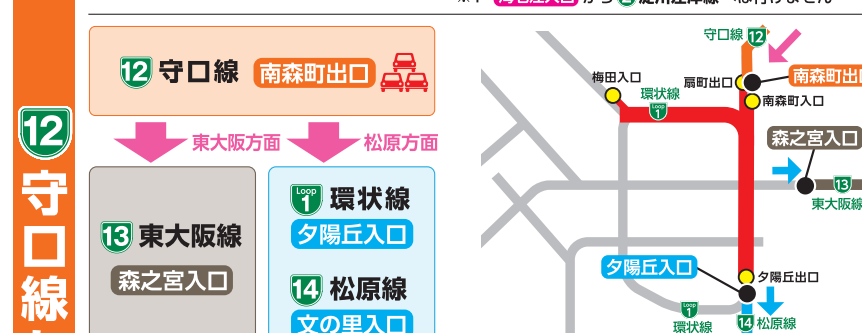 12
守口線
12 守口線 南森町出口
東大阪方面
松原方面
13 東大阪線
森之宮入口
Loop 1 環状線
夕陽丘入口
14 松原線
文の里入口
守口線 12
梅田入口
環状線
Loop 1
扇町出口
南森町出
南森町入口
森之宮入口
13
東大阪線
夕陽丘入口
夕陽丘出口
Loop 1
環状線
14 松原線